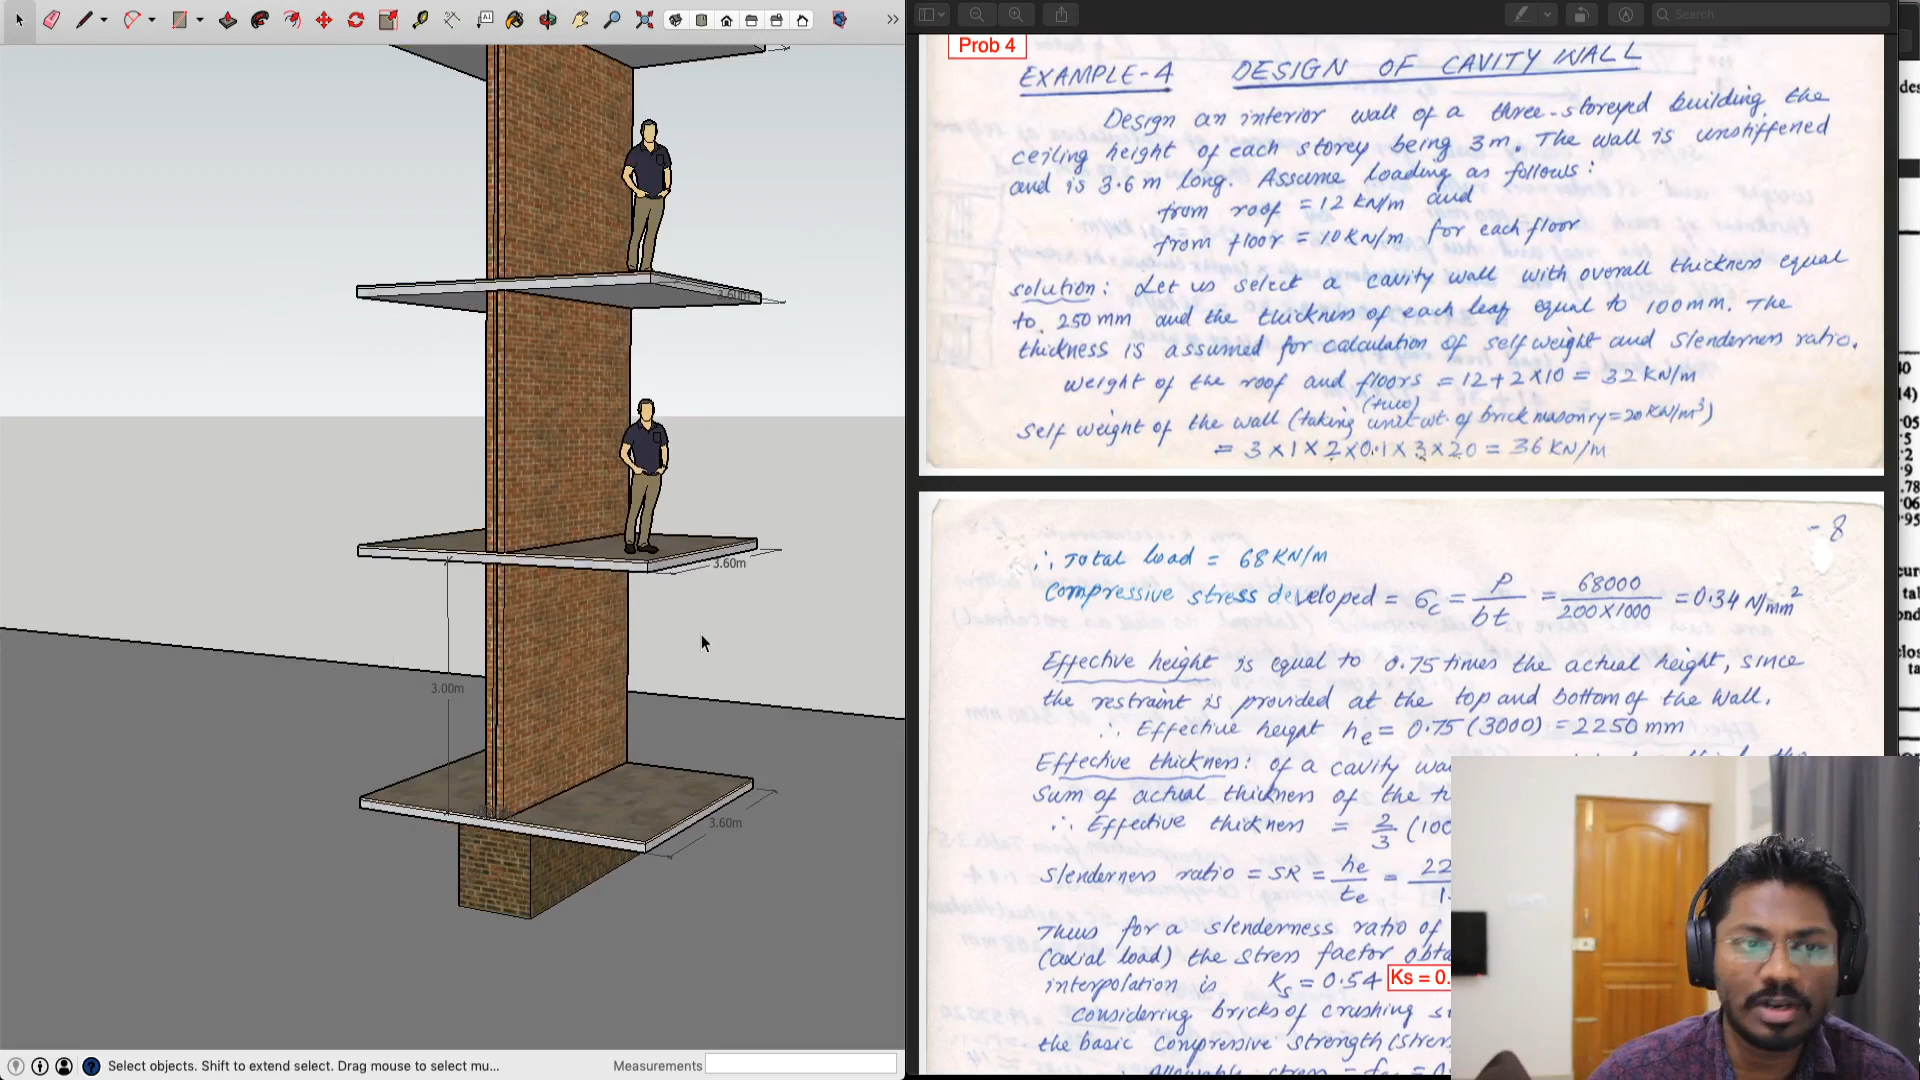 Search
Prob 4
EXAMPLE-4 DESIGN OF CAVITY WALL
Design an interior wall of a three-storeyed building, the
ceiling height of each storey being 3m. The wall is unstiffened
and is 3.6 m long. Assume loading as follows:
from roof = 12 KN/m and
from floor = 10 KN/m for each floor
solution: Let us select a cavity wall with overall thickness equal
to 250 mm and the thickness of each leaf equal to 100 mm. The
thickness is assumed for calculation of self weight and slenderness ratio.
weight of the roof and floors = 12+2×10 = 32 KN/m
(two)
self weight of the wall (taking unit wt. of brick masonry = 20 KN/m³)
= 3×1×2×0.1×3×20 = 36 KN/m
-8
∴ Total load = 68 KN/m
Compressive stress developed = σc = P/bt = 68000/200×1000 = 0.34 N/mm²
Effective height is equal to 0.75 times the actual height, since
the restraint is provided at the top and bottom of the wall.
∴ Effective height he = 0.75 (3000) = 2250 mm
Effective thickness: of a cavity wa
sum of actual thickness of the t
∴ Effective thickness = 2/3 (100
Slenderness ratio = SR = he/te = 22
Thus for a slenderness ratio of
(axial load) the stress factor obta
interpolation is Ks = 0.54 Ks = 0.
considering bricks of crushing s
the basic compressive strength (stres
3.60m
3.60m
3.00m
3.60m
Select objects. Shift to extend select. Drag mouse to select mu...
Measurements